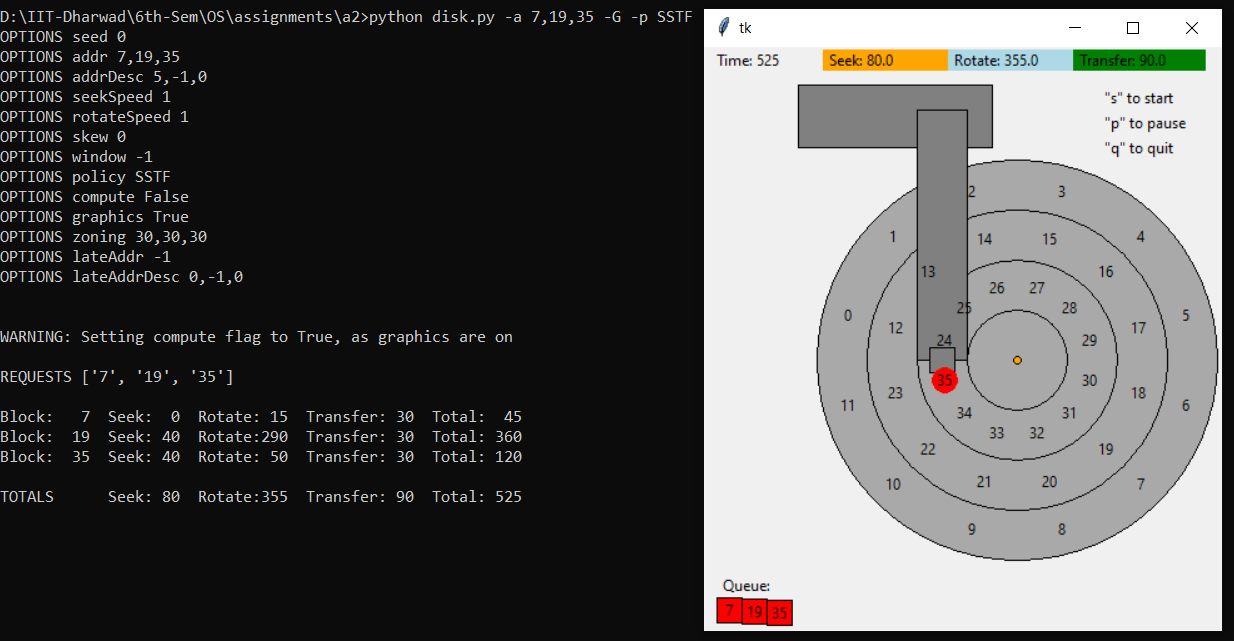 D:\IIT-Dharwad\6th-Sem\OS\assignments\a2>python disk.py -a 7,19,35 -G -p SSTF
OPTIONS seed 0
OPTIONS addr 7,19,35
OPTIONS addrDesc 5,-1,0
OPTIONS seekSpeed 1
OPTIONS rotateSpeed 1
OPTIONS skew 0
OPTIONS window -1
OPTIONS policy SSTF
OPTIONS compute False
OPTIONS graphics True
OPTIONS zoning 30,30,30
OPTIONS lateAddr -1
OPTIONS lateAddrDesc 0,-1,0
WARNING: Setting compute flag to True, as graphics are on
REQUESTS ['7', '19', '35']
Block:   7  Seek:  0  Rotate: 15  Transfer: 30  Total:  45
Block:  19  Seek: 40  Rotate:290  Transfer: 30  Total: 360
Block:  35  Seek: 40  Rotate: 50  Transfer: 30  Total: 120
TOTALS      Seek: 80  Rotate:355  Transfer: 90  Total: 525
tk
Time: 525 Seek: 80.0 Rotate: 355.0 Transfer: 90.0
"s" to start
"p" to pause
"q" to quit
2 3
1 14 15 4
13 16
26 27
25 28
0 5
12 17
24 29
35 30
23 18
11 6
34 31
33 32
22 19
10 21 20 7
9 8
Queue:
7 19 35